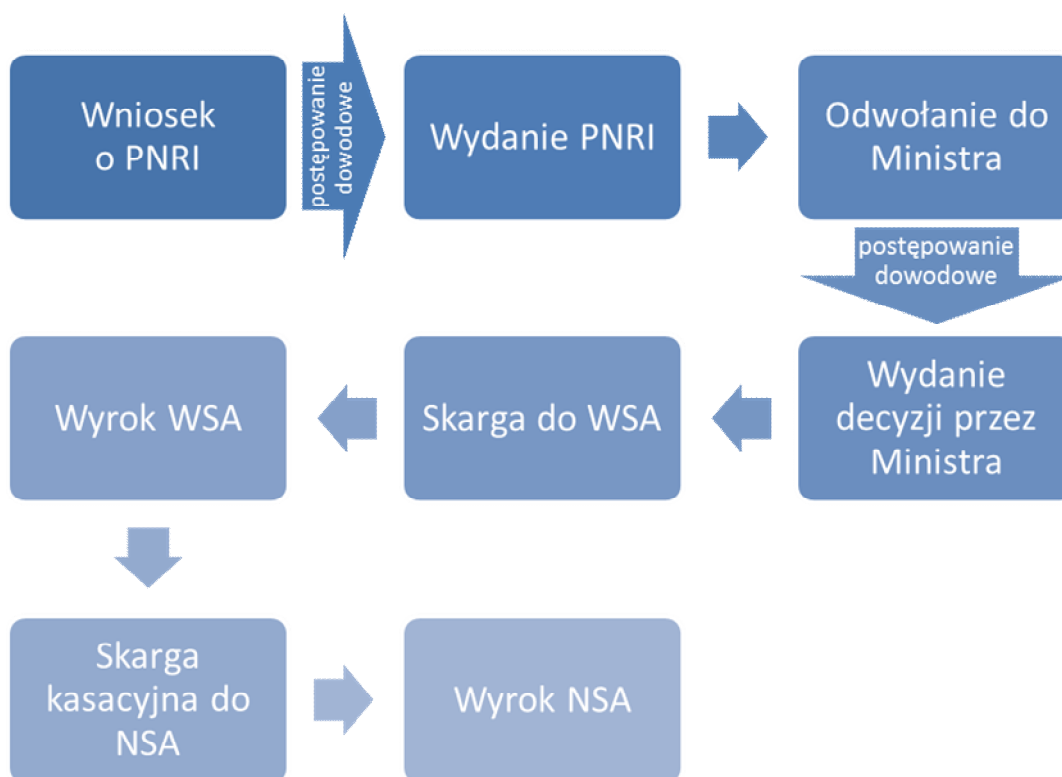 Wniosek
o PNRI
postępowanie
dowodowe
Wydanie PNRI
Odwołanie do
Ministra
postępowanie
dowodowe
Wydanie
decyzji przez
Ministra
Skarga do WSA
Wyrok WSA
Skarga
kasacyjna do
NSA
Wyrok NSA